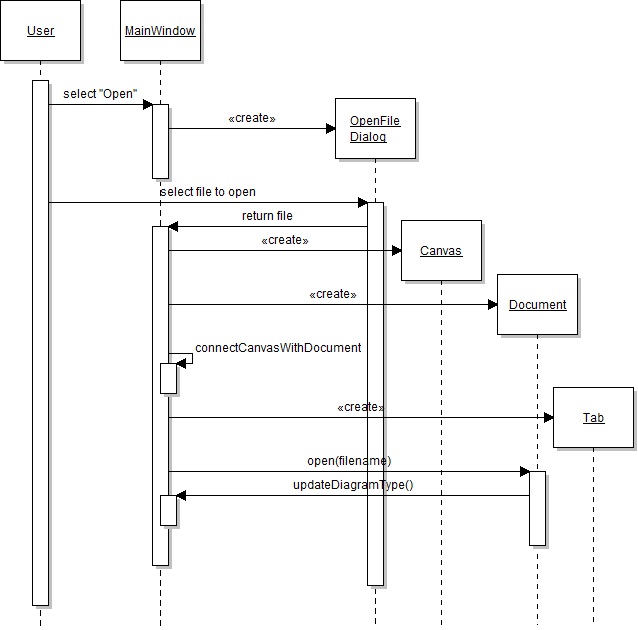 User
MainWindow
select "Open"
«create»
OpenFile
Dialog
select file to open
return file
«create»
Canvas
«create»
Document
connectCanvasWithDocument
«create»
Tab
open(filename)
updateDiagramType()